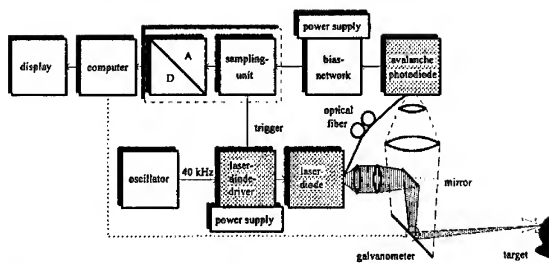 power supply
display
computer
A
D
sampling-
unit
bias-
network
avalanche
photodiode
optical
fiber
trigger
oscillator
40 kHz
laser-
diode-
driver
laser-
diode
power supply
mirror
galvanometer
target